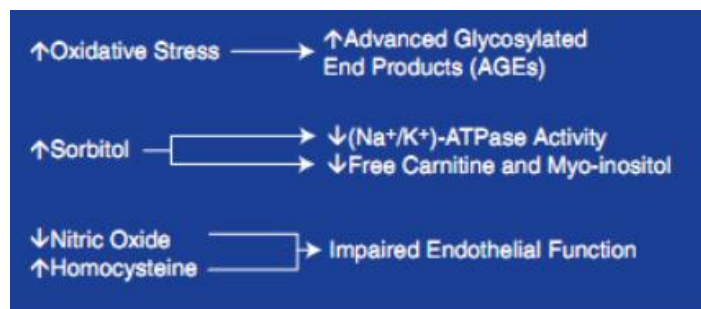 ↑Oxidative Stress
↑Advanced Glycosylated
End Products (AGEs)
↑Sorbitol
↓(Na⁺/K⁺)-ATPase Activity
↓Free Carnitine and Myo-inositol
↓Nitric Oxide
↑Homocysteine
Impaired Endothelial Function